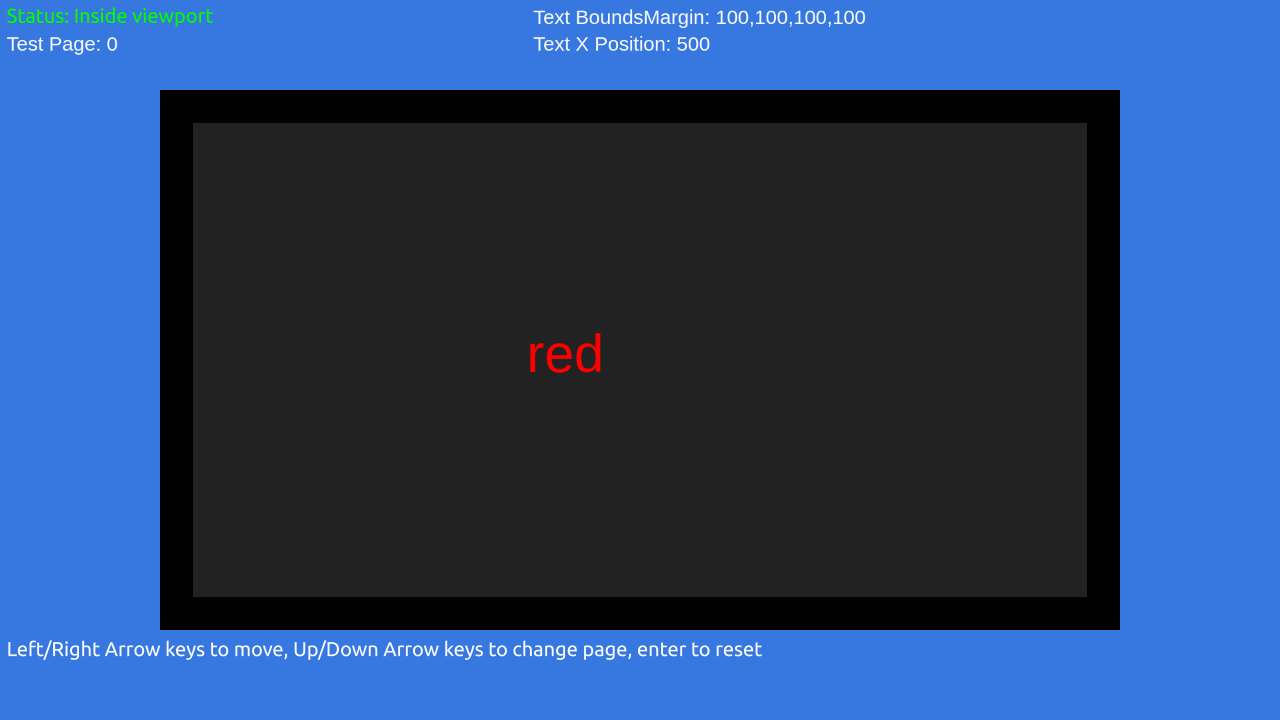 Status: Inside viewport
Test Page: 0
Text BoundsMargin: 100,100,100,100
Text X Position: 500
red
Left/Right Arrow keys to move, Up/Down Arrow keys to change page, enter to reset